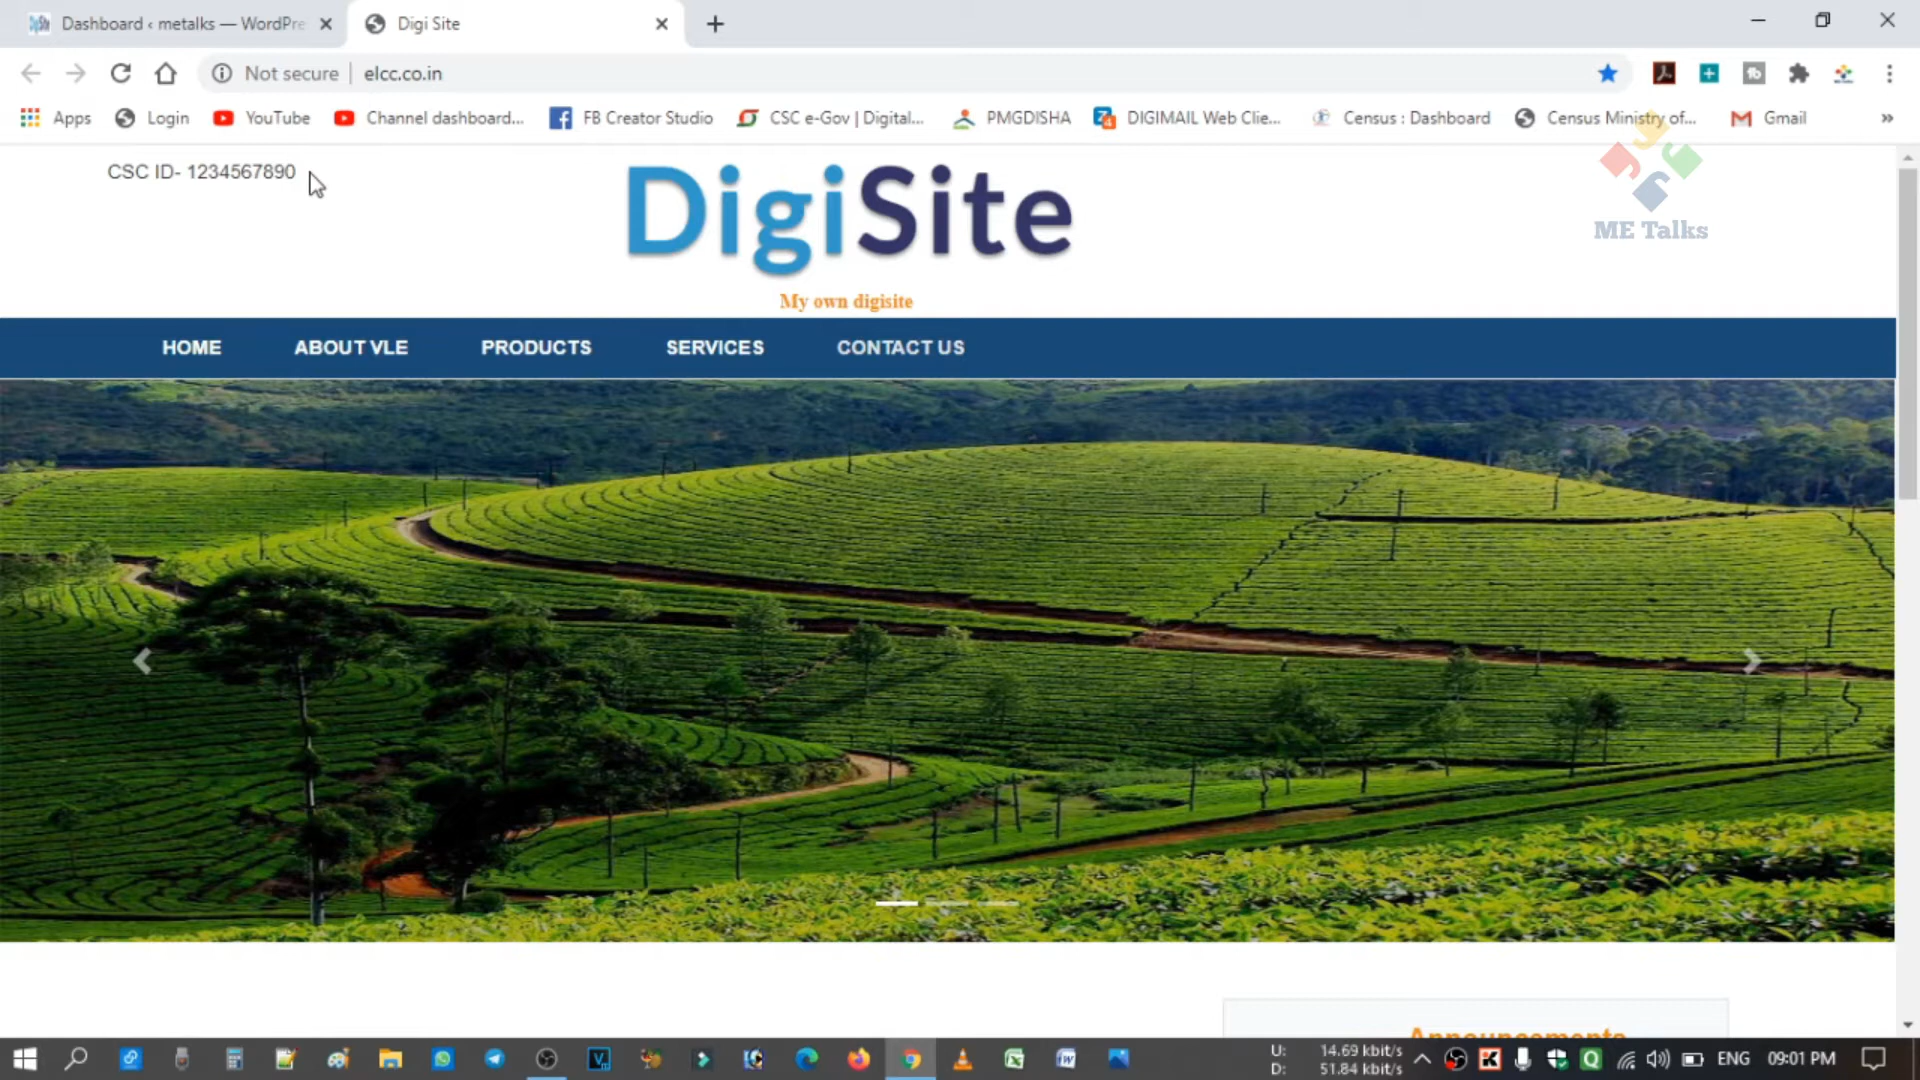 Dashboard ‹ metalks — WordPre
Digi Site
Not secure
elcc.co.in
Apps
Login
YouTube
Channel dashboard...
FB Creator Studio
CSC e-Gov | Digital...
PMGDISHA
DIGIMAIL Web Clie...
Census : Dashboard
Census Ministry of...
Gmail
»
CSC ID- 1234567890
DigiSite
ME Talks
My own digisite
HOME
ABOUT VLE
PRODUCTS
SERVICES
CONTACT US
Announcements
U: 14.69 kbit/s
D: 51.84 kbit/s
ENG
09:01 PM